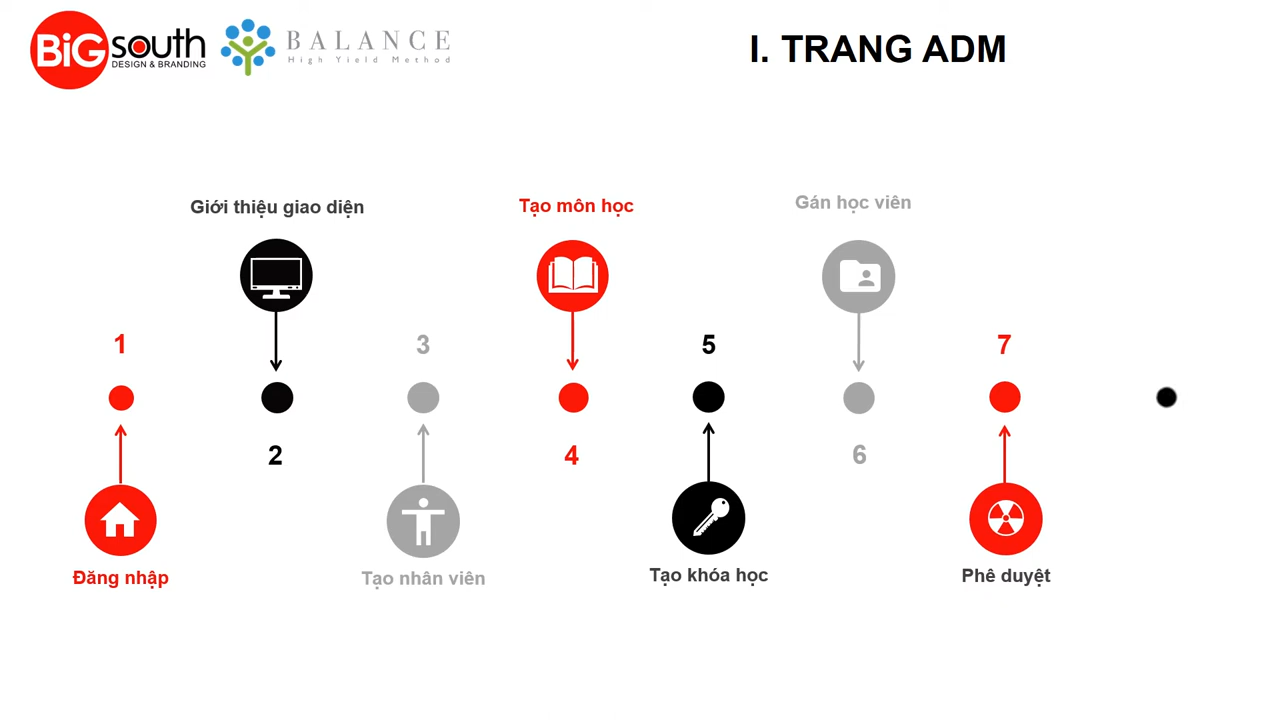 BiG south
DESIGN & BRANDING
BALANCE
High Yield Method
I. TRANG ADM
Giới thiệu giao diện
Tạo môn học
Gán học viên
1
3
5
7
2
4
6
Đăng nhập
Tạo nhân viên
Tạo khóa học
Phê duyệt